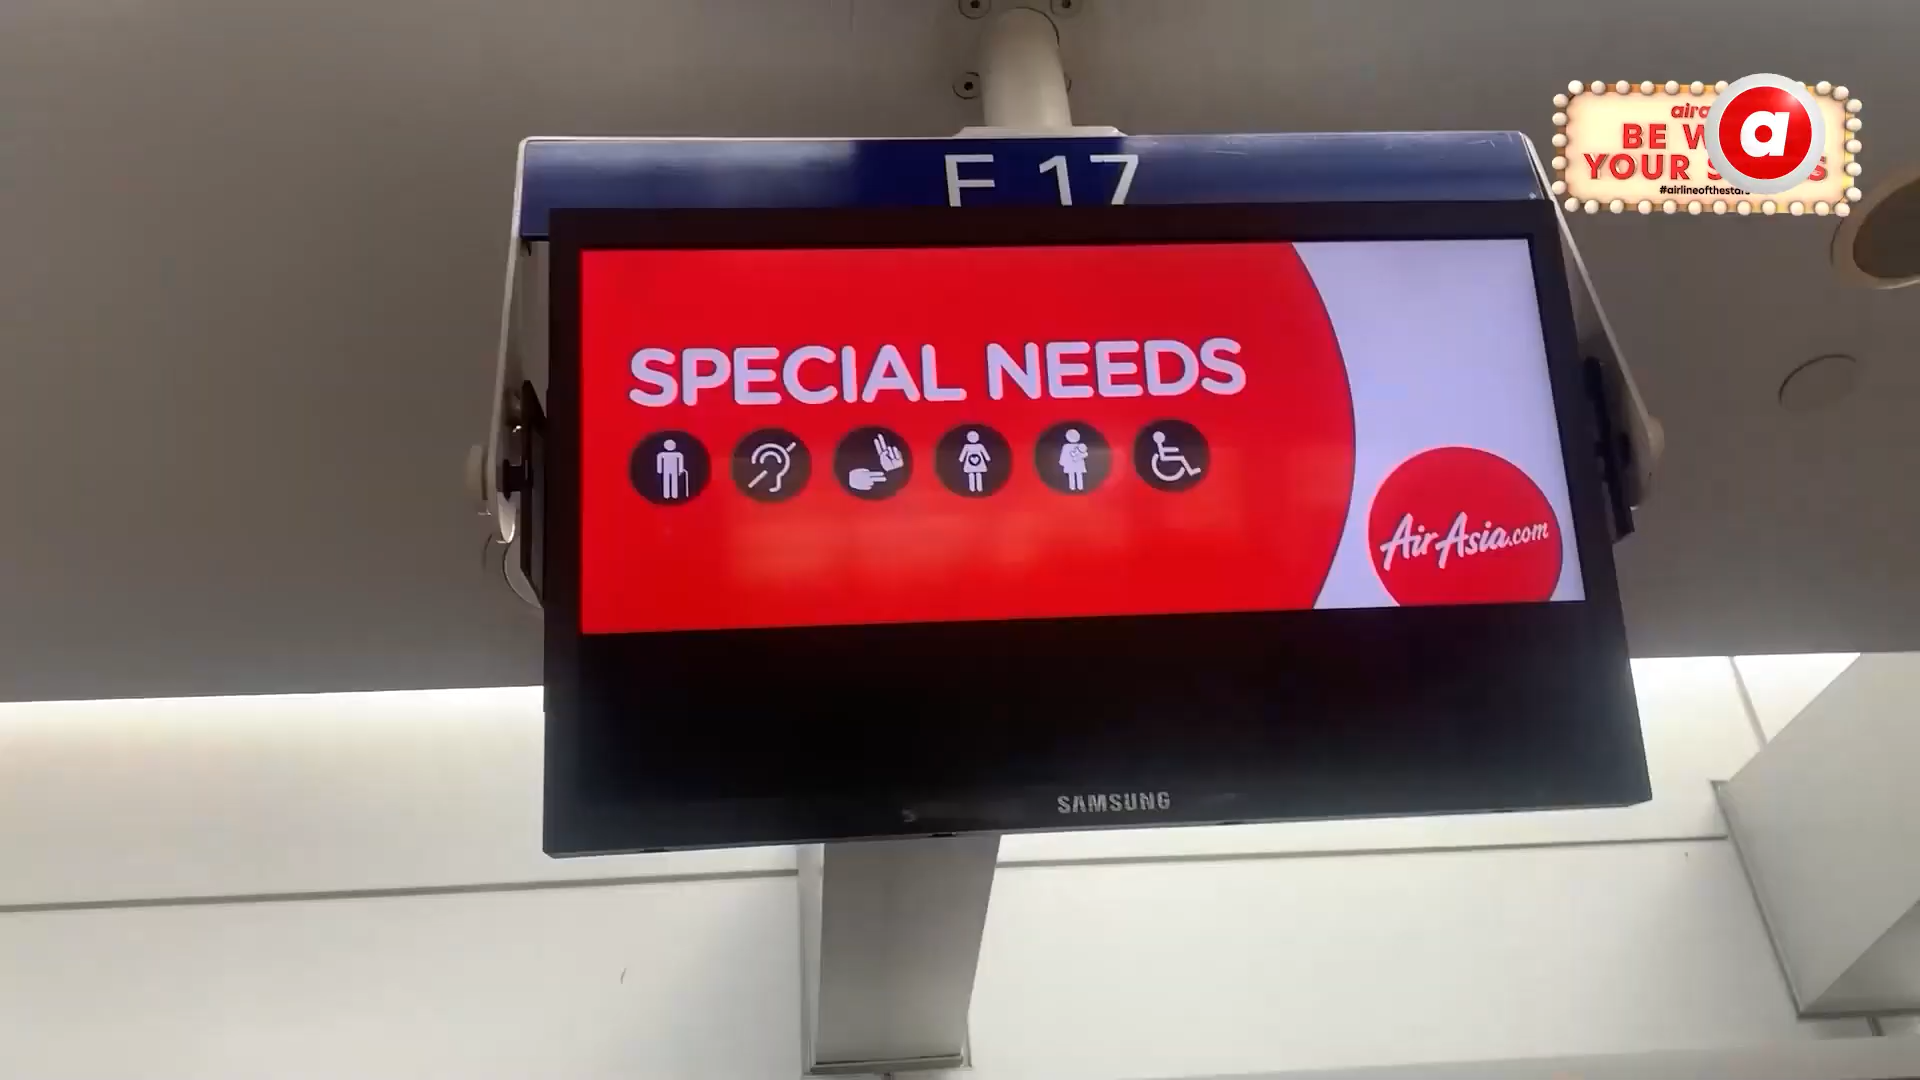 F 17
SPECIAL NEEDS
AirAsia.com
SAMSUNG
BE
YOUR
a